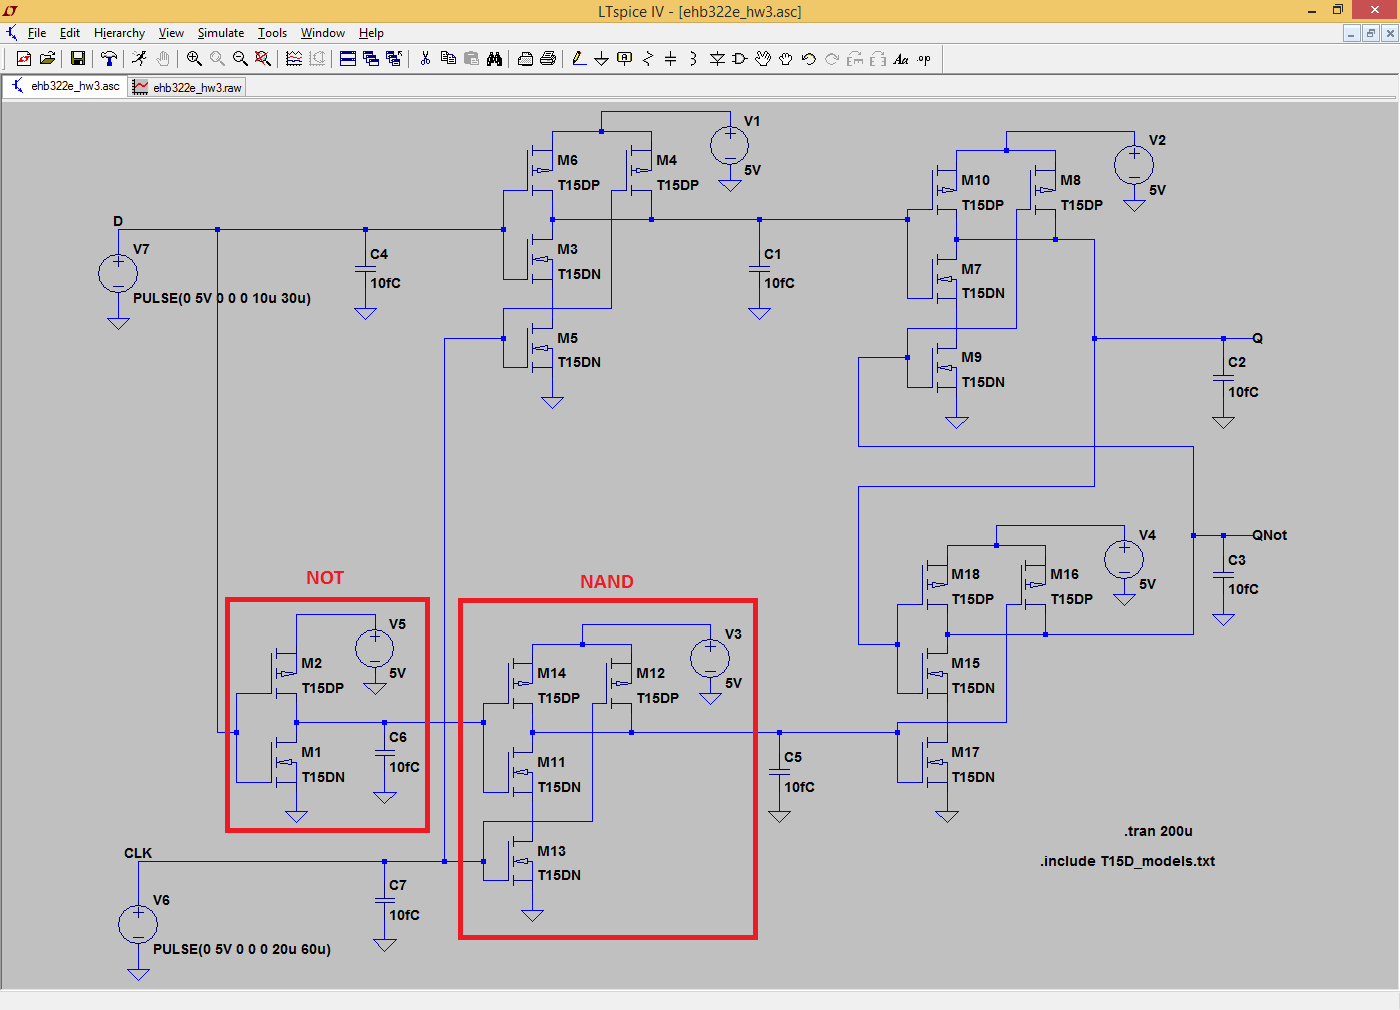 LTspice IV - [ehb322e_hw3.asc]
File Edit Hierarchy View Simulate Tools Window Help
Aa .op
ehb322e_hw3.asc ehb322e_hw3.raw
V1
5V
M6
T15DP
M4
T15DP
V2
5V
M10
T15DP
M8
T15DP
D
V7
PULSE(0 5V 0 0 0 10u 30u)
C4
10fC
M3
T15DN
C1
10fC
M7
T15DN
M5
T15DN
M9
T15DN
Q
C2
10fC
QNot
C3
10fC
V4
5V
M18
T15DP
M16
T15DP
M15
T15DN
M17
T15DN
NOT
NAND
V5
5V
M2
T15DP
M1
T15DN
C6
10fC
V3
5V
M14
T15DP
M12
T15DP
M11
T15DN
M13
T15DN
C5
10fC
CLK
V6
PULSE(0 5V 0 0 0 20u 60u)
C7
10fC
.tran 200u
.include T15D_models.txt